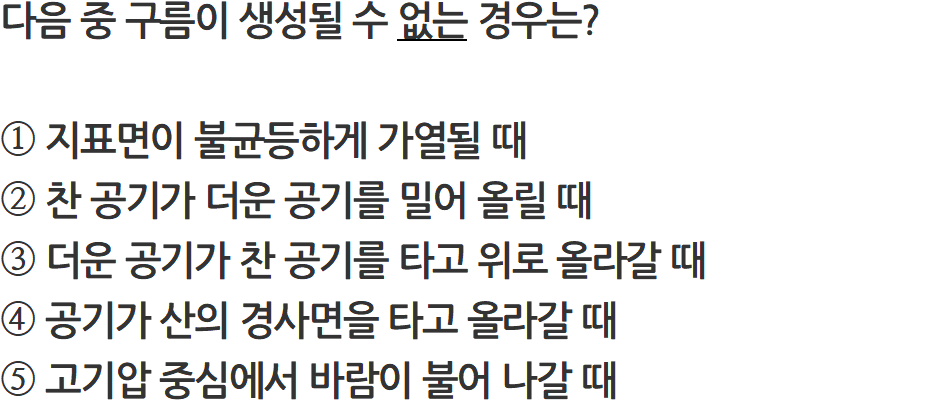 다음 중 구름이 생성될 수 없는 경우는?
① 지표면이 불균등하게 가열될 때
② 찬 공기가 더운 공기를 밀어 올릴 때
③ 더운 공기가 찬 공기를 타고 위로 올라갈 때
④ 공기가 산의 경사면을 타고 올라갈 때
⑤ 고기압 중심에서 바람이 불어 나갈 때